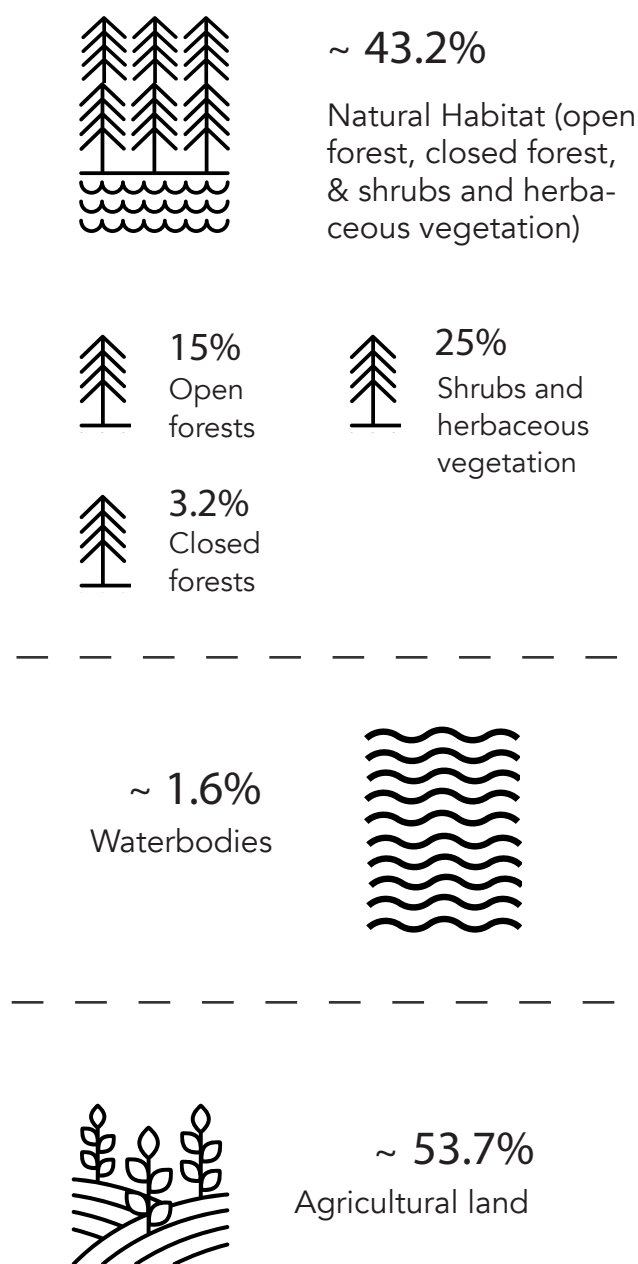 ~ 43.2%
Natural Habitat (open
forest, closed forest,
& shrubs and herba-
ceous vegetation)
15%
Open
forests
25%
Shrubs and
herbaceous
vegetation
3.2%
Closed
forests
~ 1.6%
Waterbodies
~ 53.7%
Agricultural land